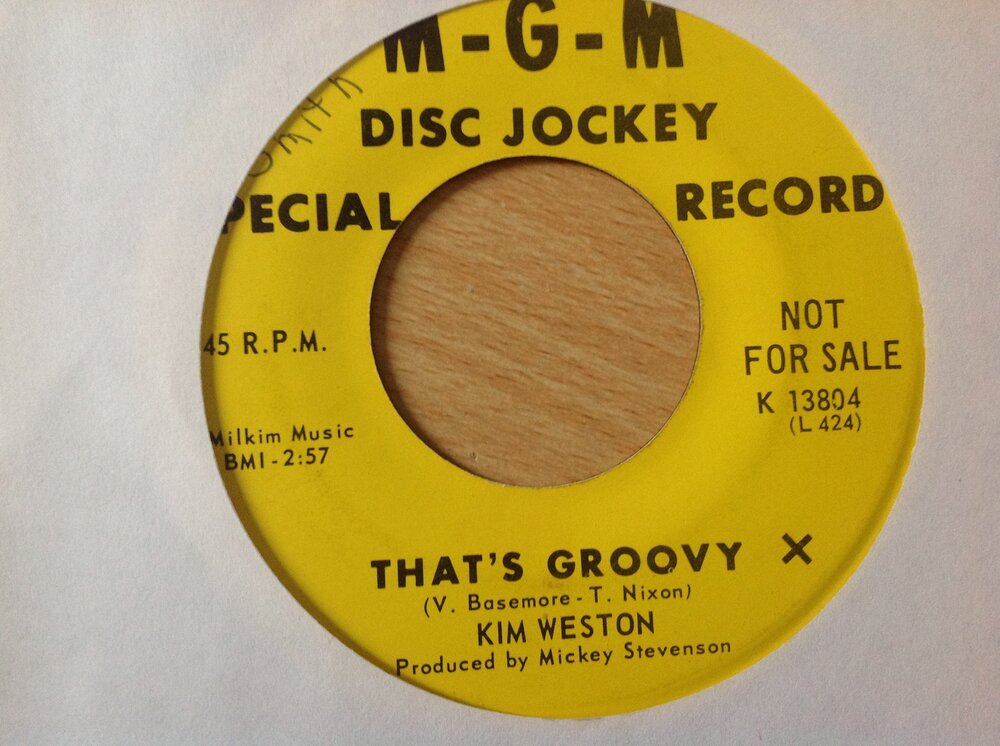 M-G-M
DISC JOCKEY
PECIAL RECORD
45 R.P.M.
NOT
FOR SALE
K 13804
(L 424)
Milkim Music
BMI - 2:57
THAT'S GROOVY X
(V. Basemore - T. Nixon)
KIM WESTON
Produced by Mickey Stevenson